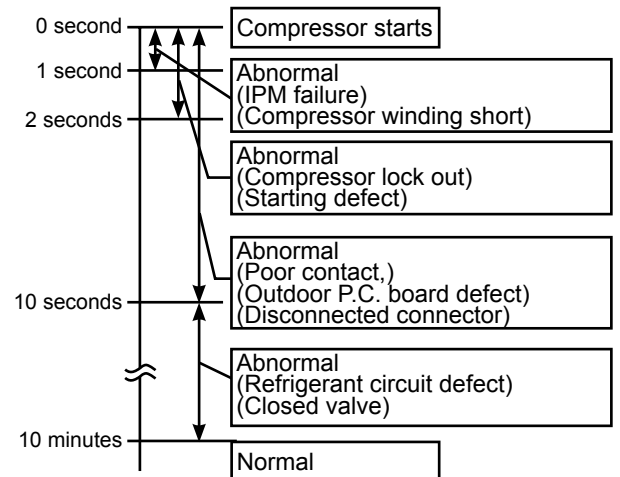 0 second
Compressor starts
1 second
Abnormal
(IPM failure)
(Compressor winding short)
2 seconds
Abnormal
(Compressor lock out)
(Starting defect)
Abnormal
(Poor contact,)
(Outdoor P.C. board defect)
(Disconnected connector)
10 seconds
Abnormal
(Refrigerant circuit defect)
(Closed valve)
10 minutes
Normal